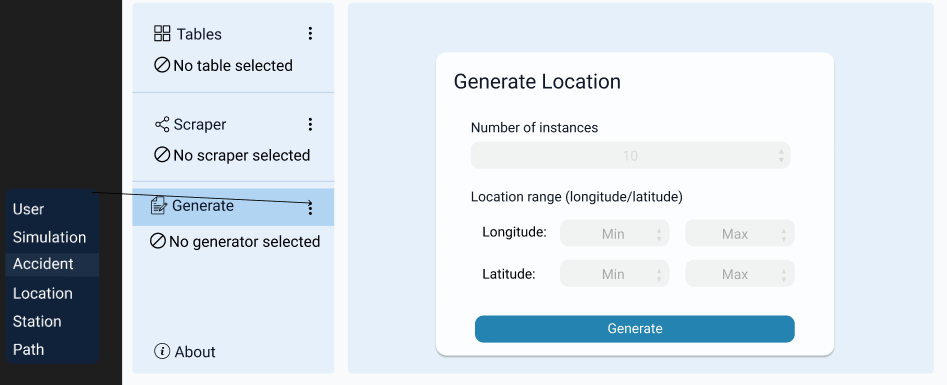 Tables
No table selected
Scraper
No scraper selected
Generate
No generator selected
About
User
Simulation
Accident
Location
Station
Path
Generate Location
Number of instances
10
Location range (longitude/latitude)
Longitude: Min Max
Latitude: Min Max
Generate